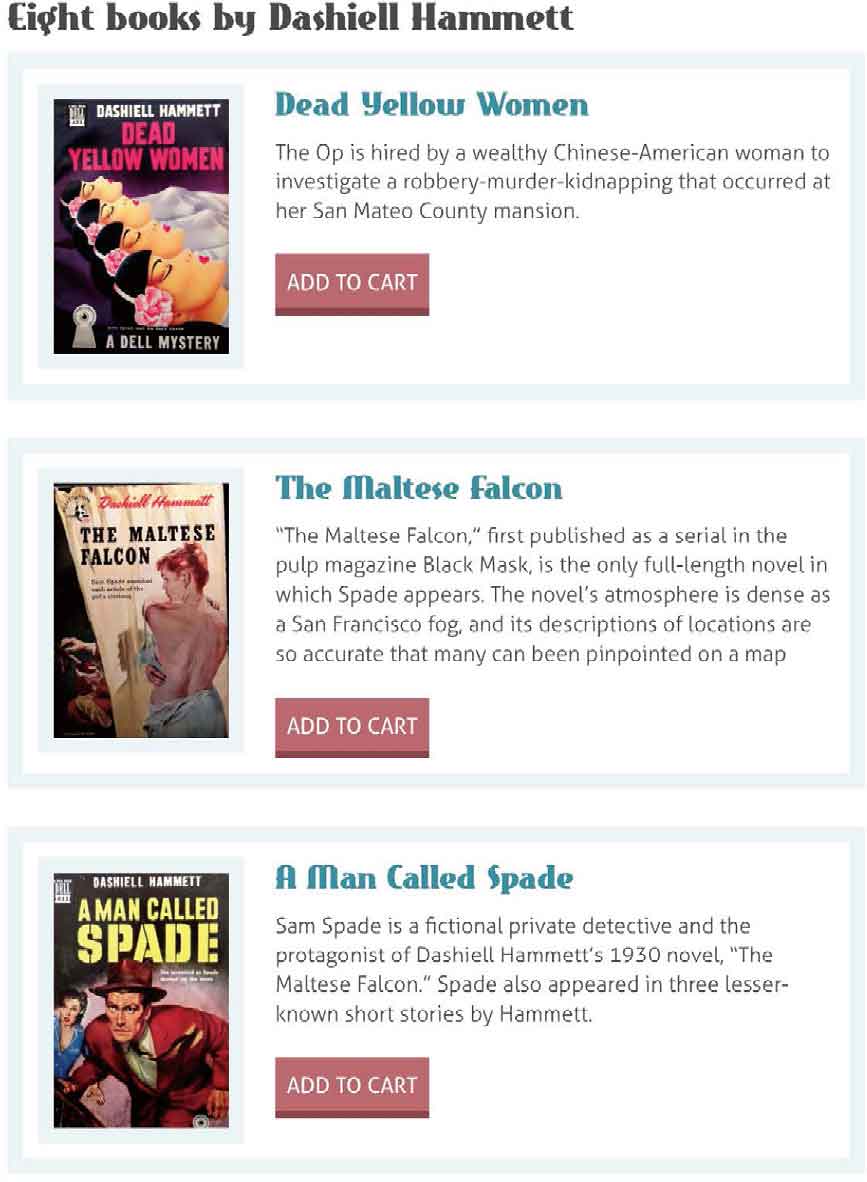 Eight books by Dashiell Hammett
DASHIELL HAMMETT
DEAD
YELLOW WOMEN
A DELL MYSTERY
Dead Yellow Women
The Op is hired by a wealthy Chinese-American woman to
investigate a robbery-murder-kidnapping that occurred at
her San Mateo County mansion.
ADD TO CART
Dashiell Hammett
THE MALTESE
FALCON
The Maltese Falcon
“The Maltese Falcon,“ first published as a serial in the
pulp magazine Black Mask, is the only full-length novel in
which Spade appears. The novel’s atmosphere is dense as
a San Francisco fog, and its descriptions of locations are
so accurate that many can been pinpointed on a map
ADD TO CART
DASHIELL HAMMETT
A MAN CALLED
SPADE
A Man Called Spade
Sam Spade is a fictional private detective and the
protagonist of Dashiell Hammett’s 1930 novel, “The
Maltese Falcon.” Spade also appeared in three lesser-
known short stories by Hammett.
ADD TO CART